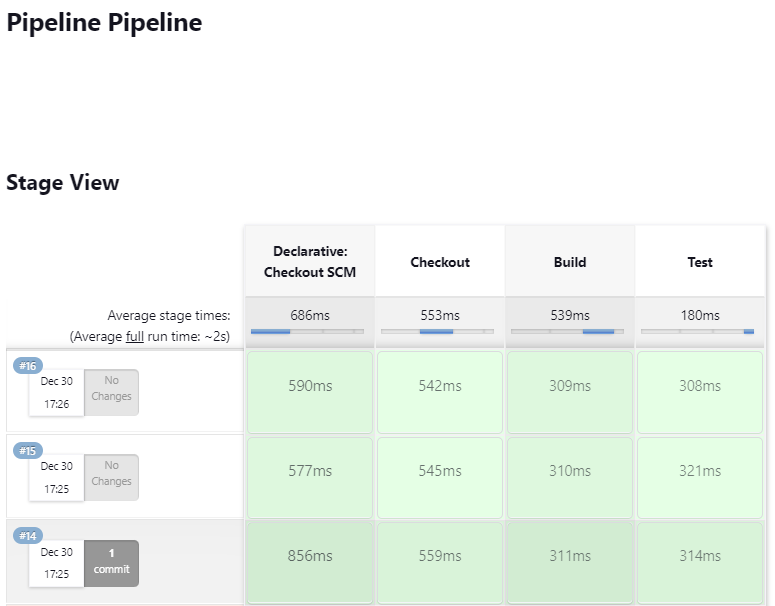 Pipeline Pipeline
Stage View
Declarative:
Checkout SCM
Checkout
Build
Test
Average stage times:
(Average full run time: ~2s)
686ms
553ms
539ms
180ms
#16
Dec 30
17:26
No
Changes
590ms
542ms
309ms
308ms
#15
Dec 30
17:25
No
Changes
577ms
545ms
310ms
321ms
#14
Dec 30
17:25
1
commit
856ms
559ms
311ms
314ms